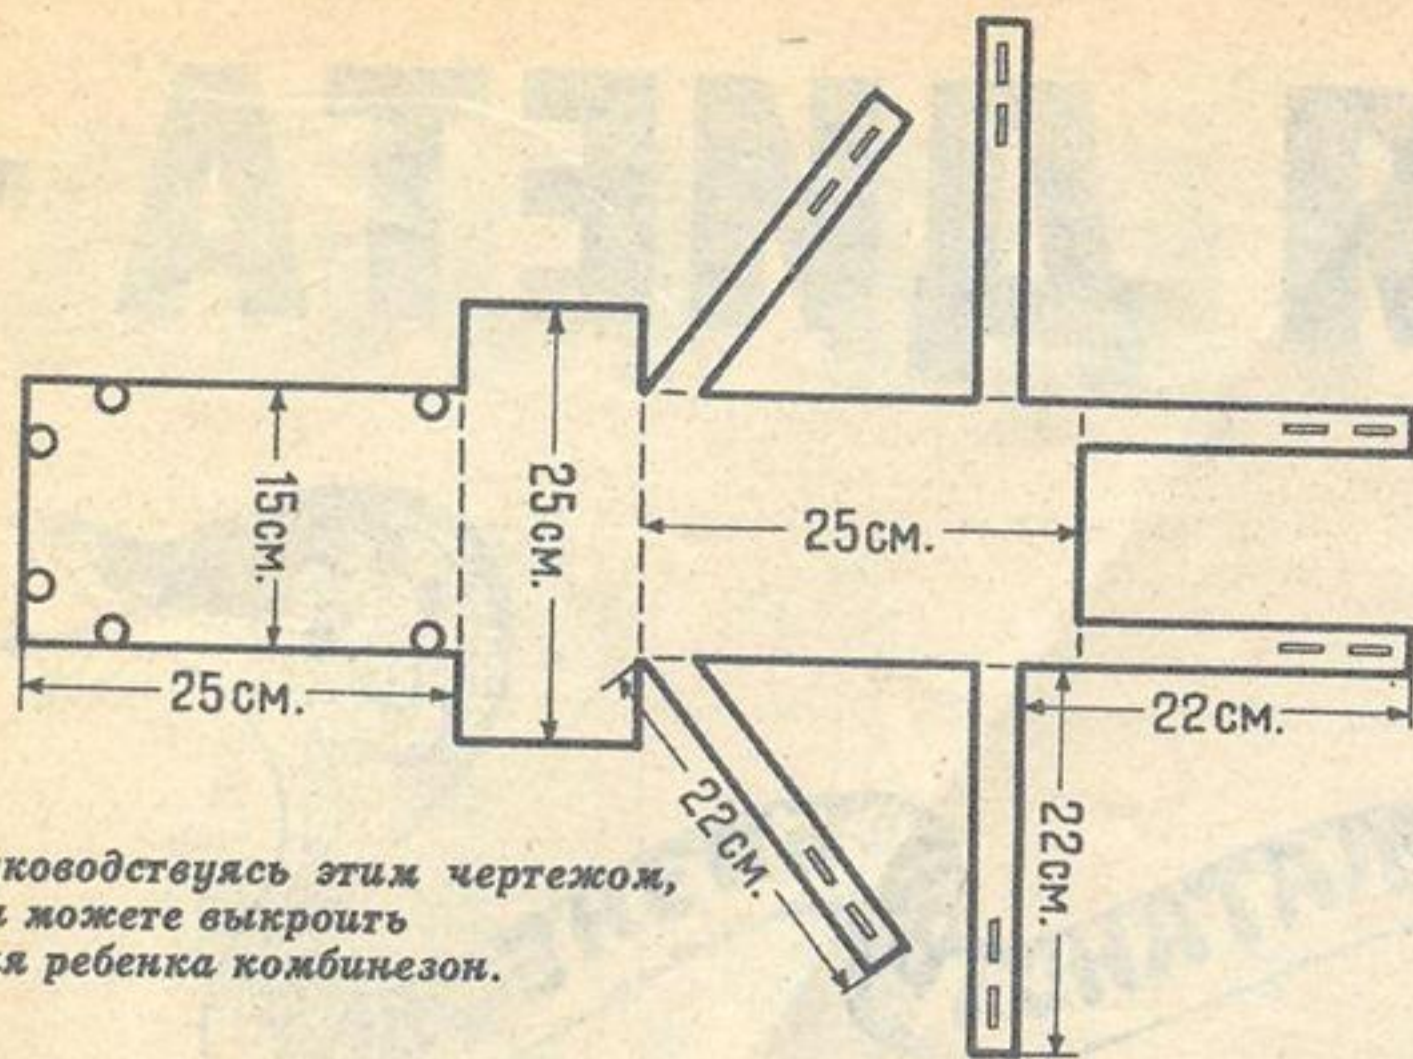 25см.
15см.
25см.
25см.
22см.
22см.
22см.
ководствуясь этим чертежом,
можете выкроить
я ребенка комбинезон.